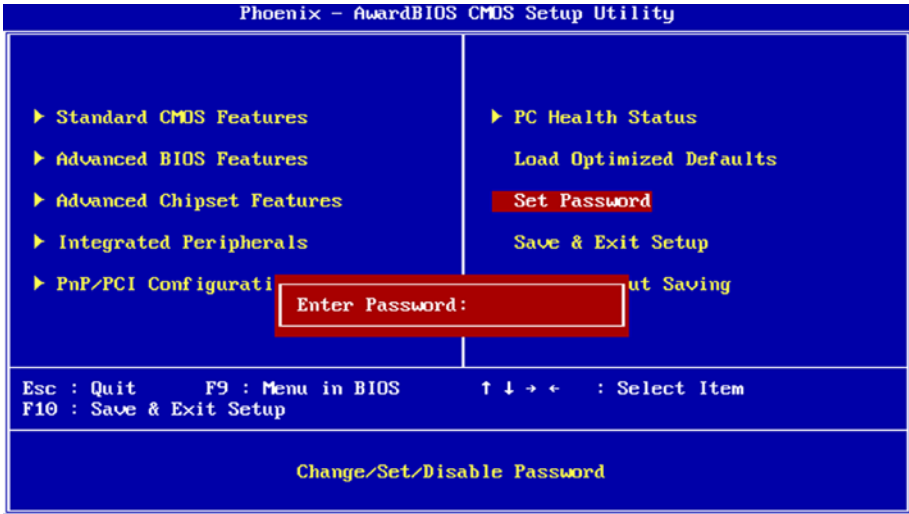 Phoenix - AwardBIOS CMOS Setup Utility
Standard CMOS Features
Advanced BIOS Features
Advanced Chipset Features
Integrated Peripherals
PnP/PCI Configurati
PC Health Status
Load Optimized Defaults
Set Password
Save & Exit Setup
ut Saving
Enter Password:
Esc : Quit F9 : Menu in BIOS ↑ ↓ → ← : Select Item
F10 : Save & Exit Setup
Change/Set/Disable Password